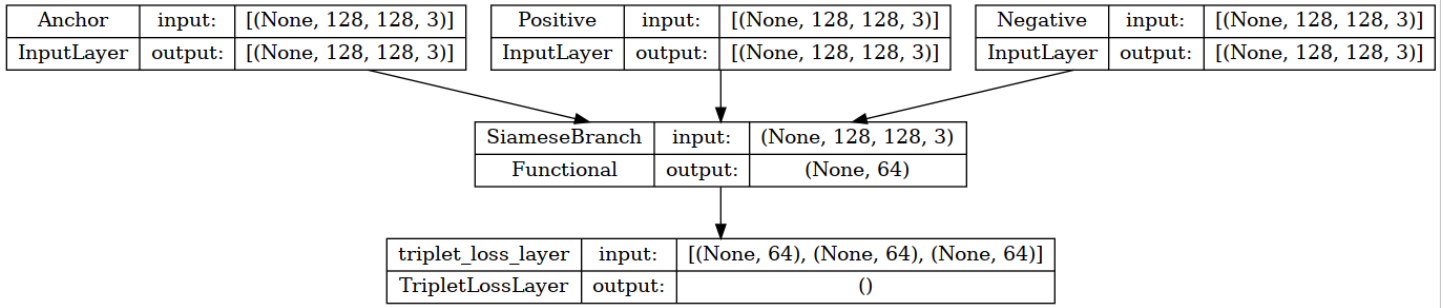 Anchor input: [(None, 128, 128, 3)]
InputLayer output: [(None, 128, 128, 3)]
Positive input: [(None, 128, 128, 3)]
InputLayer output: [(None, 128, 128, 3)]
Negative input: [(None, 128, 128, 3)]
InputLayer output: [(None, 128, 128, 3)]
SiameseBranch input: (None, 128, 128, 3)
Functional output: (None, 64)
triplet_loss_layer input: [(None, 64), (None, 64), (None, 64)]
TripletLossLayer output: ()